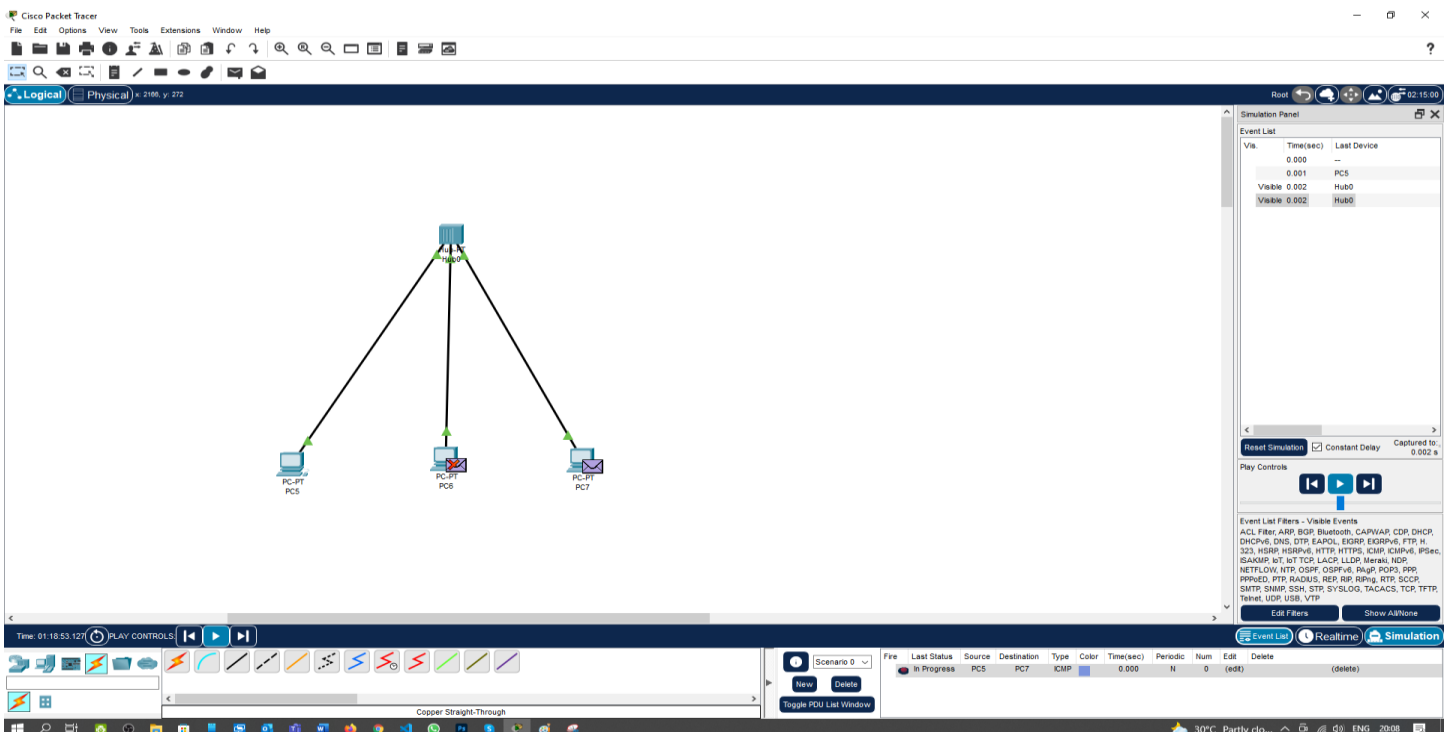 Cisco Packet Tracer
File Edit Options View Tools Extensions Window Help
?
Logical Physical x: 2166, y: 272
Root 02:15:00
Simulation Panel
Event List
Vis. Time(sec) Last Device
0.000 --
0.001 PC5
Visible 0.002 Hub0
Visible 0.002 Hub0
Hub-PT
Hub0
PC-PT
PC5
PC-PT
PC6
PC-PT
PC7
Reset Simulation Constant Delay Captured to:
0.002 s
Play Controls
Event List Filters - Visible Events
ACL Filter, ARP, BGP, Bluetooth, CAPWAP, CDP, DHCP,
DHCPv6, DNS, DTP, EAPOL, EIGRP, EIGRPv6, FTP, H.
323, HSRP, HSRPv6, HTTP, HTTPS, ICMP, ICMPv6, IPSec,
ISAKMP, IoT, IoT TCP, LACP, LLDP, Meraki, NDP,
NETFLOW, NTP, OSPF, OSPFv6, PAgP, POP3, PPP,
PPPoED, PTP, RADIUS, REP, RIP, RIPng, RTP, SCCP,
SMTP, SNMP, SSH, STP, SYSLOG, TACACS, TCP, TFTP,
Telnet, UDP, USB, VTP
Edit Filters Show All/None
Time: 01:18:53.127 PLAY CONTROLS:
Event List Realtime Simulation
Scenario 0
New Delete
Toggle PDU List Window
Fire Last Status Source Destination Type Color Time(sec) Periodic Num Edit Delete
In Progress PC5 PC7 ICMP 0.000 N 0 (edit) (delete)
Copper Straight-Through
30°C Partly clo... ENG 20:08